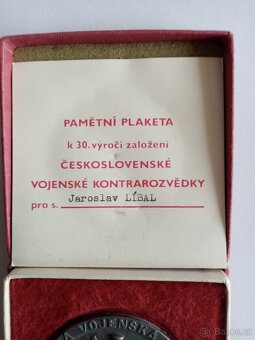 PAMĚTNÍ PLAKETA
k 30. výročí založení
ČESKOSLOVENSKÉ
VOJENSKÉ KONTRAROZVĚDKY
pro s. Jaroslav LÍBAL
A VOJENSKÁ